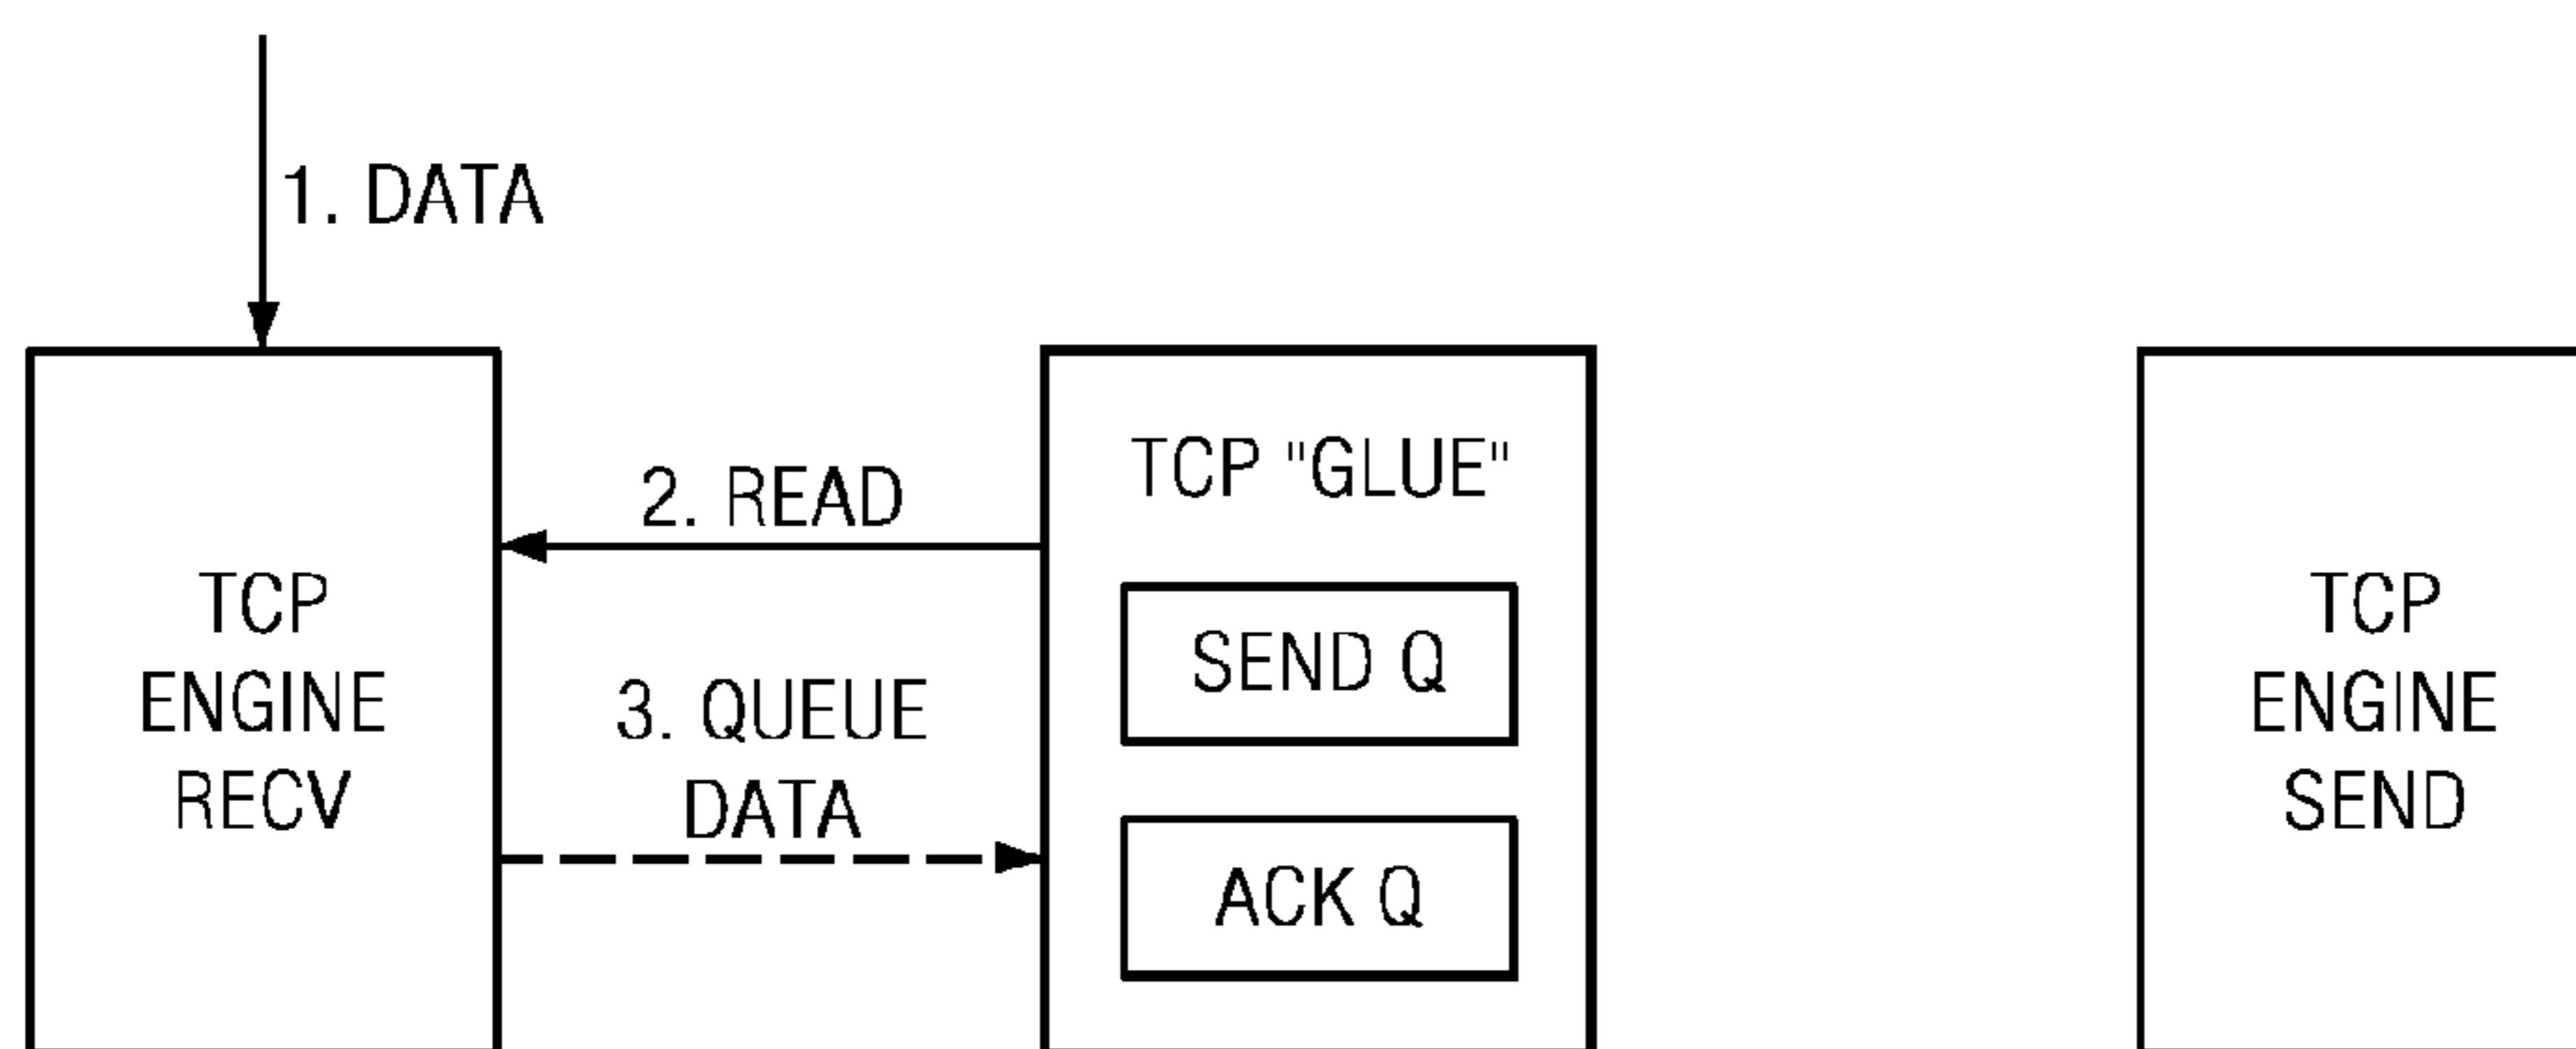 1. DATA
TCP
ENGINE
RECV
2. READ
3. QUEUE
DATA
TCP "GLUE"
SEND Q
ACK Q
TCP
ENGINE
SEND